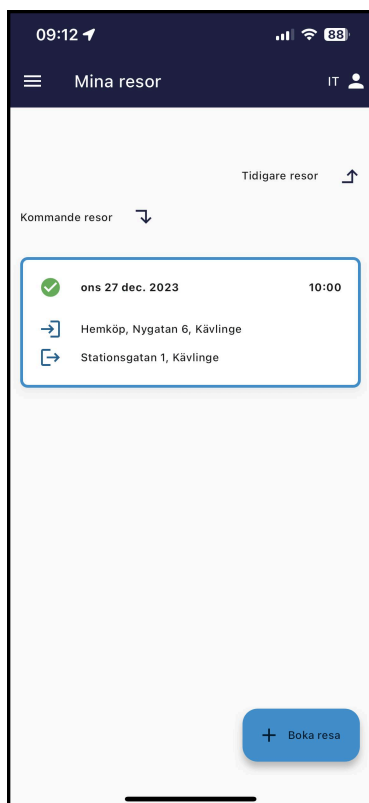 09:12
88
Mina resor
IT
Tidigare resor
Kommande resor
ons 27 dec. 2023 10:00
Hemköp, Nygatan 6, Kävlinge
Stationsgatan 1, Kävlinge
Boka resa